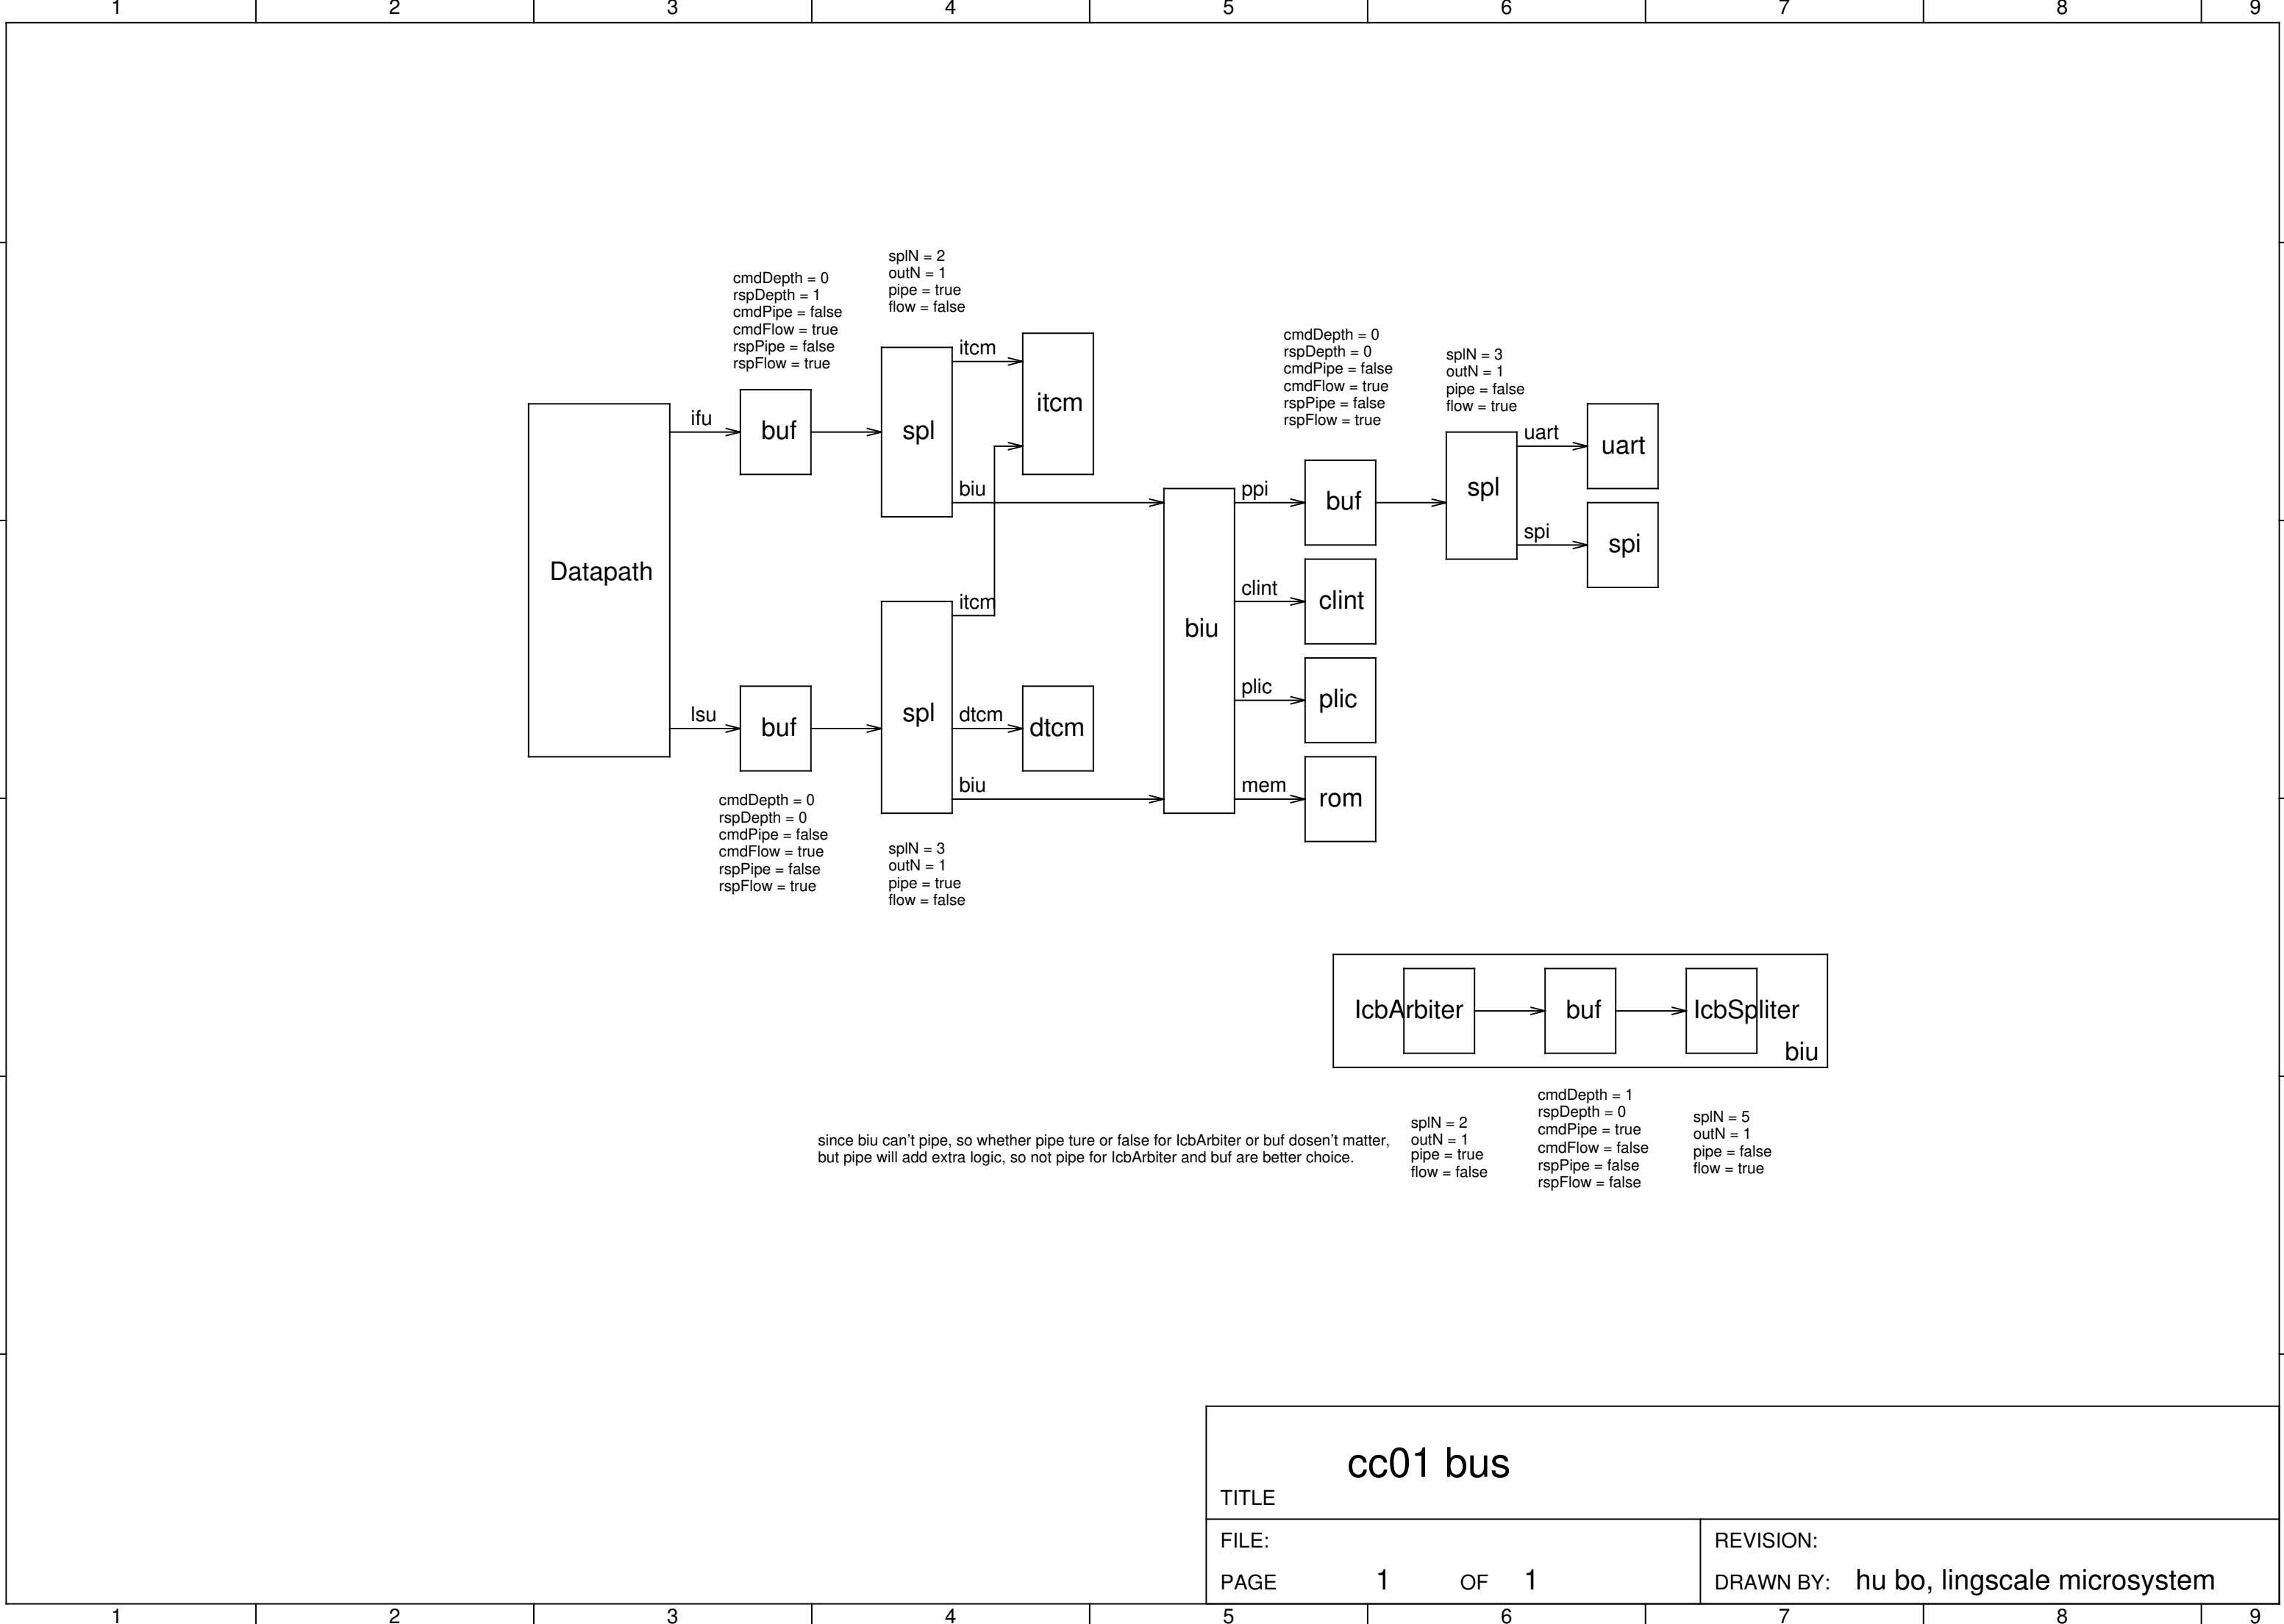 1 2 3 4 5 6 7 8 9
splN = 2
outN = 1
pipe = true
flow = false
cmdDepth = 0
rspDepth = 1
cmdPipe = false
cmdFlow = true
rspPipe = false
rspFlow = true
cmdDepth = 0
rspDepth = 0
cmdPipe = false
cmdFlow = true
rspPipe = false
rspFlow = true
splN = 3
outN = 1
pipe = false
flow = true
itcm
itcm
ifu
buf
spl
biu
uart
uart
ppi
buf
spl
spi
spi
Datapath
itcm
clint
clint
biu
plic
plic
lsu
buf
spl
dtcm
dtcm
biu
mem
rom
cmdDepth = 0
rspDepth = 0
cmdPipe = false
cmdFlow = true
rspPipe = false
rspFlow = true
splN = 3
outN = 1
pipe = true
flow = false
IcbArbiter
buf
IcbSpliter
biu
since biu can't pipe, so whether pipe ture or false for IcbArbiter or buf dosen't matter,
but pipe will add extra logic, so not pipe for IcbArbiter and buf are better choice.
splN = 2
outN = 1
pipe = true
flow = false
cmdDepth = 1
rspDepth = 0
cmdPipe = true
cmdFlow = false
rspPipe = false
rspFlow = false
splN = 5
outN = 1
pipe = false
flow = true
cc01 bus
TITLE
FILE:
REVISION:
PAGE 1 OF 1
DRAWN BY: hu bo, lingscale microsystem
1 2 3 4 5 6 7 8 9